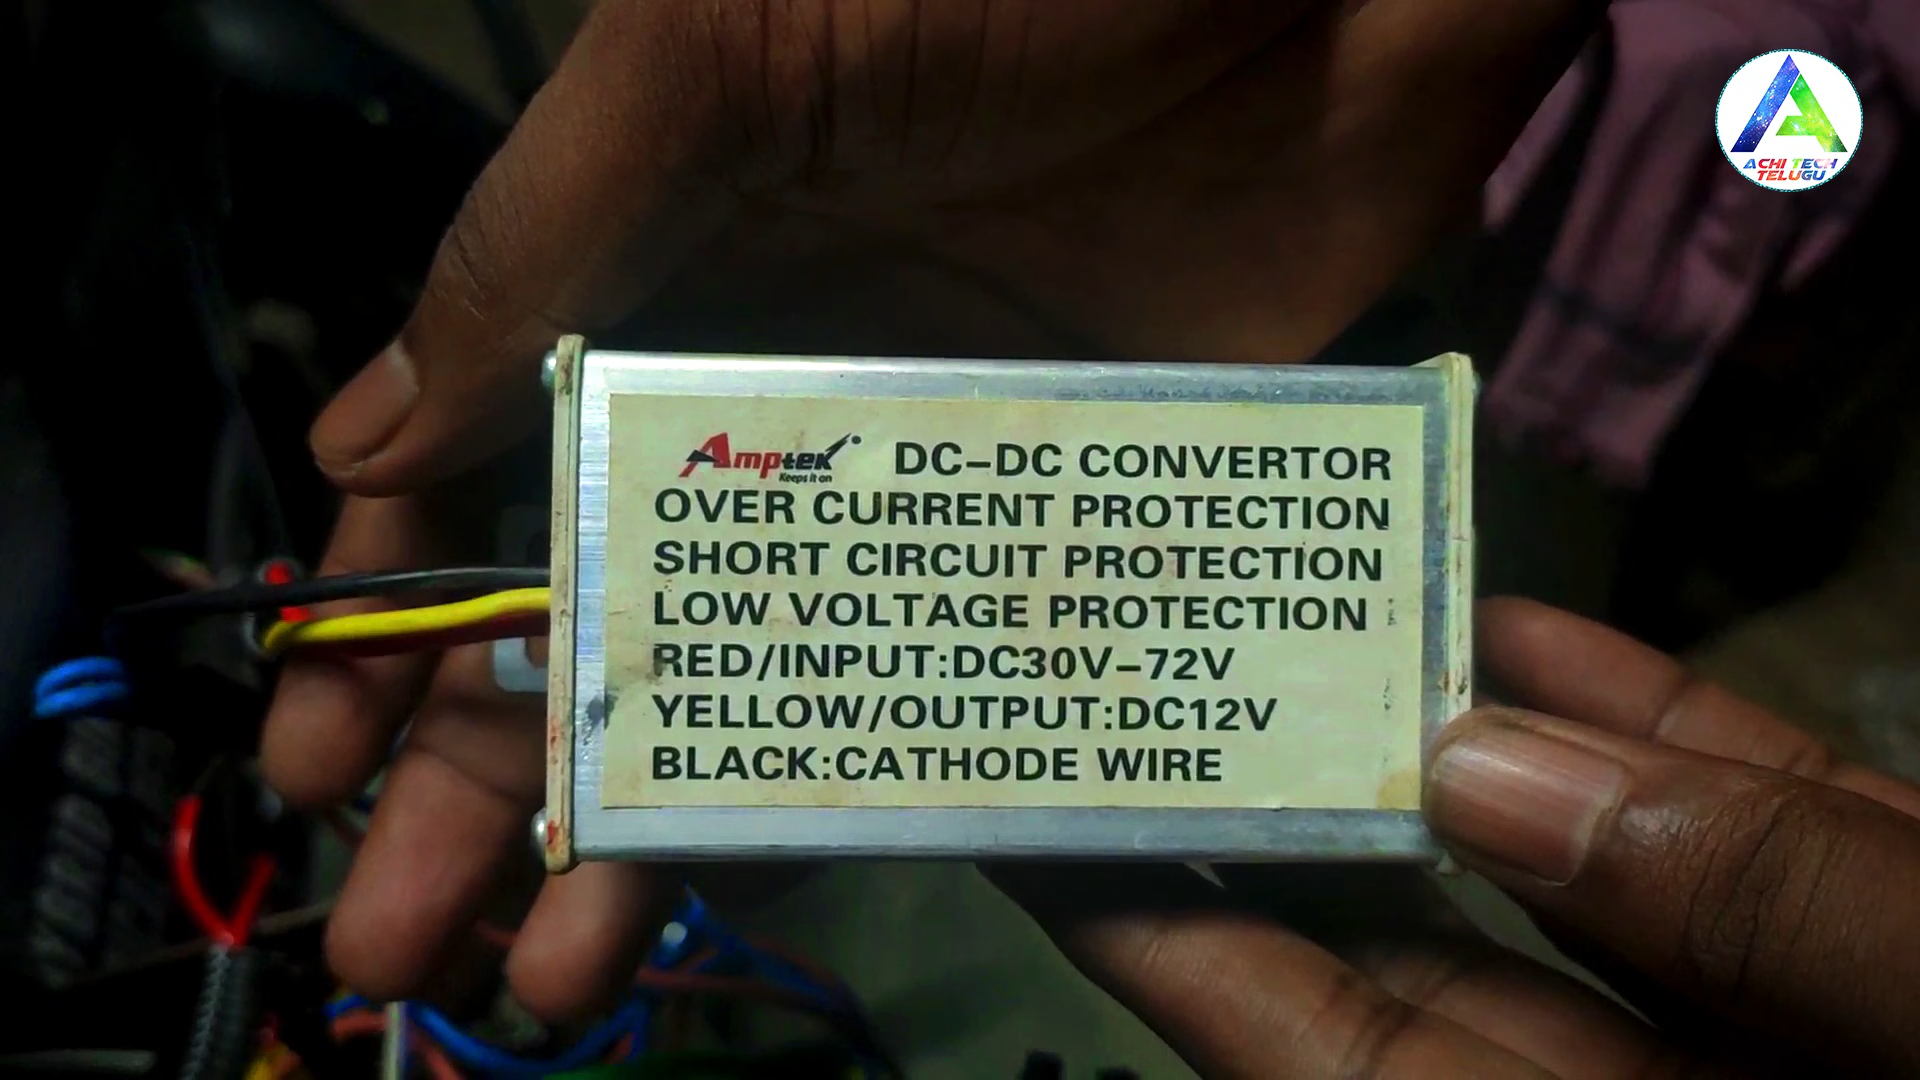 ACHI TECH
TELUGU
Amptek DC-DC CONVERTOR
Keeps it on
OVER CURRENT PROTECTION
SHORT CIRCUIT PROTECTION
LOW VOLTAGE PROTECTION
RED/INPUT:DC30V-72V
YELLOW/OUTPUT:DC12V
BLACK:CATHODE WIRE